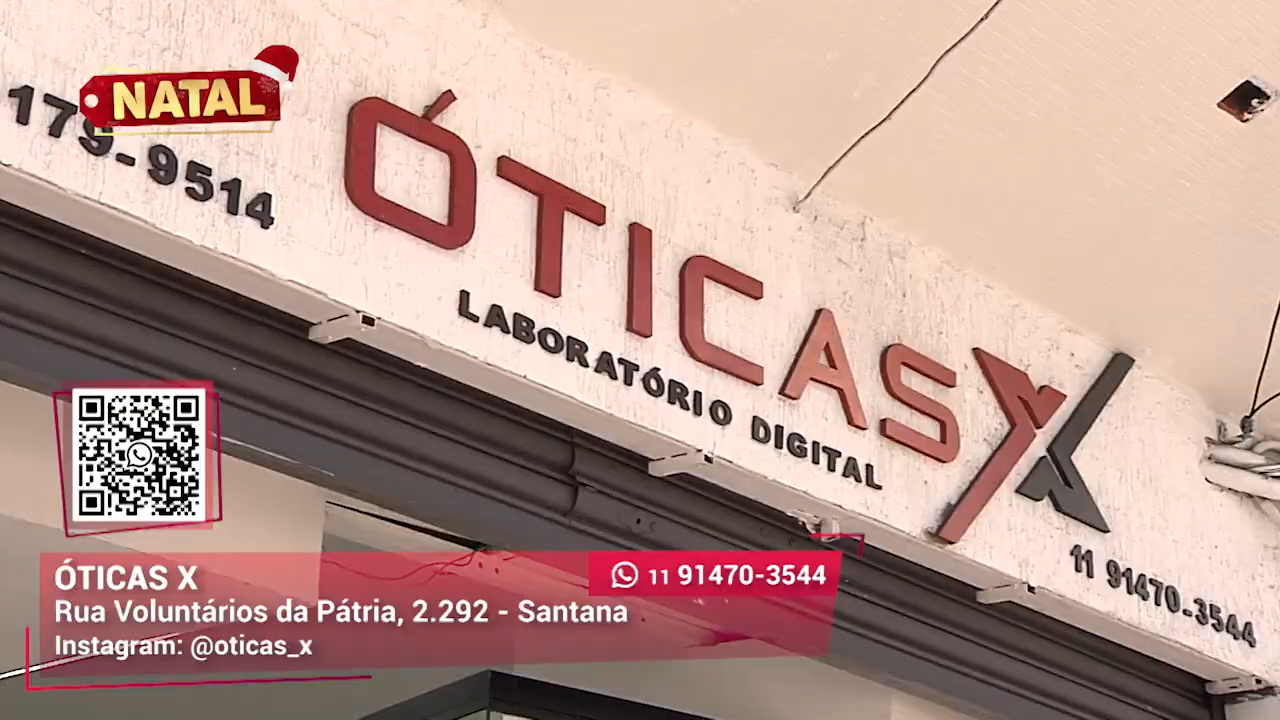 NATAL
179-9514
ÓTICAS X
LABORATÓRIO DIGITAL
11 91470-3544
ÓTICAS X
11 91470-3544
Rua Voluntários da Pátria, 2.292 - Santana
Instagram: @oticas_x